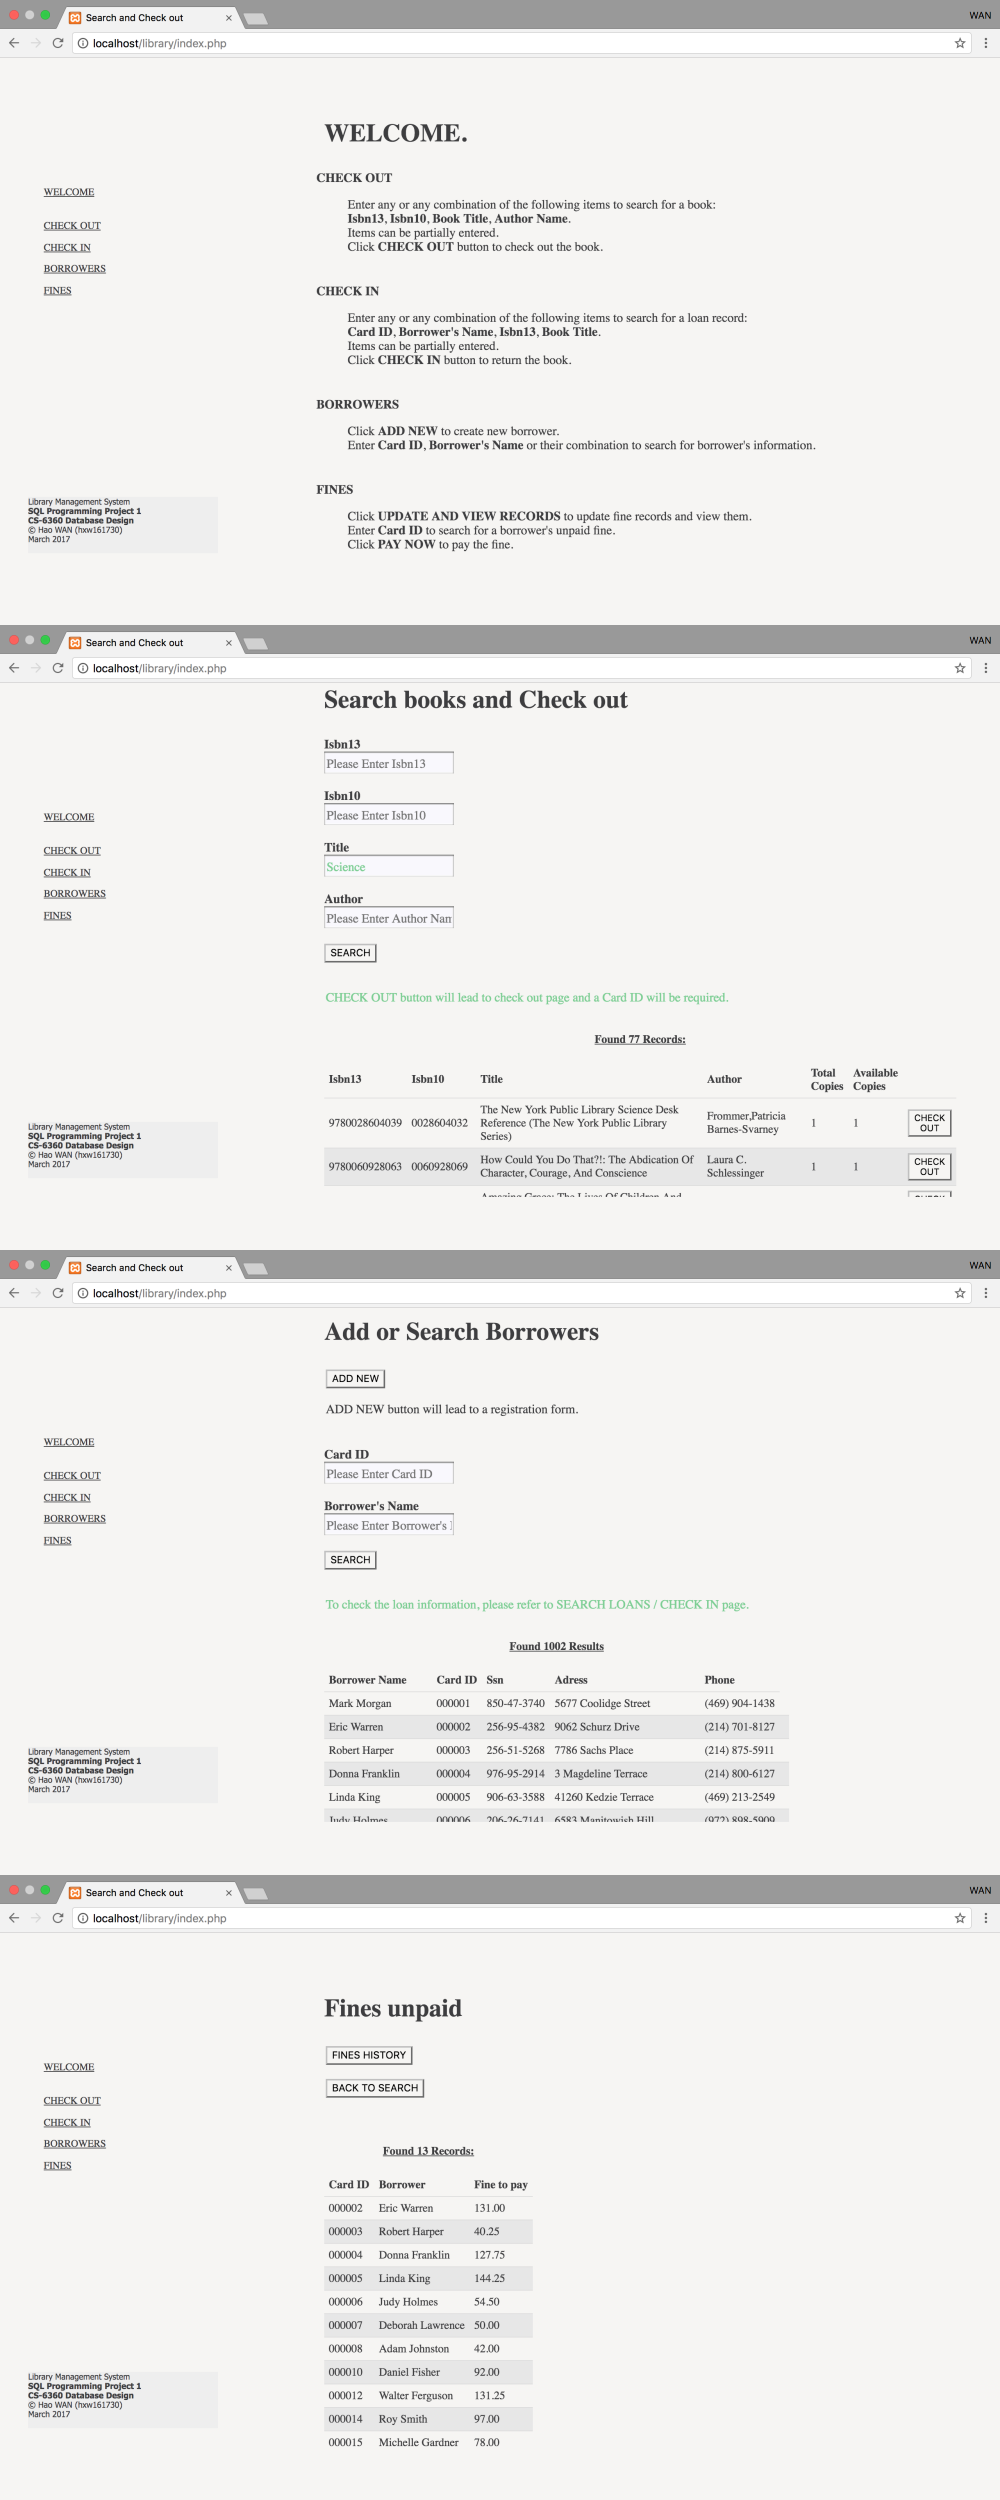 Search and Check out
WAN
localhost/library/index.php
WELCOME.
WELCOME
CHECK OUT
CHECK IN
BORROWERS
FINES
CHECK OUT
Enter any or any combination of the following items to search for a book:
Isbn13, Isbn10, Book Title, Author Name.
Items can be partially entered.
Click CHECK OUT button to check out the book.
CHECK IN
Enter any or any combination of the following items to search for a loan record:
Card ID, Borrower's Name, Isbn13, Book Title.
Items can be partially entered.
Click CHECK IN button to return the book.
BORROWERS
Click ADD NEW to create new borrower.
Enter Card ID, Borrower's Name or their combination to search for borrower's information.
FINES
Click UPDATE AND VIEW RECORDS to update fine records and view them.
Enter Card ID to search for a borrower's unpaid fine.
Click PAY NOW to pay the fine.
Library Management System
SQL Programming Project 1
CS-6360 Database Design
© Hao WAN (hxw161730)
March 2017
Search and Check out
WAN
localhost/library/index.php
Search books and Check out
WELCOME
CHECK OUT
CHECK IN
BORROWERS
FINES
Isbn13
Please Enter Isbn13
Isbn10
Please Enter Isbn10
Title
Science
Author
Please Enter Author Nam
SEARCH
CHECK OUT button will lead to check out page and a Card ID will be required.
Found 77 Records:
Isbn13 Isbn10 Title Author Total Copies Available Copies
9780028604039 0028604032 The New York Public Library Science Desk Reference (The New York Public Library Series) Frommer,Patricia Barnes-Svarney 1 1 CHECK OUT
9780060928063 0060928069 How Could You Do That?!: The Abdication Of Character, Courage, And Conscience Laura C. Schlessinger 1 1 CHECK OUT
Amazing Grace: The Lives Of Children And CHECK
Library Management System
SQL Programming Project 1
CS-6360 Database Design
© Hao WAN (hxw161730)
March 2017
Search and Check out
WAN
localhost/library/index.php
Add or Search Borrowers
WELCOME
CHECK OUT
CHECK IN
BORROWERS
FINES
ADD NEW
ADD NEW button will lead to a registration form.
Card ID
Please Enter Card ID
Borrower's Name
Please Enter Borrower's
SEARCH
To check the loan information, please refer to SEARCH LOANS / CHECK IN page.
Found 1002 Results
Borrower Name Card ID Ssn Adress Phone
Mark Morgan 000001 850-47-3740 5677 Coolidge Street (469) 904-1438
Eric Warren 000002 256-95-4382 9062 Schurz Drive (214) 701-8127
Robert Harper 000003 256-51-5268 7786 Sachs Place (214) 875-5911
Donna Franklin 000004 976-95-2914 3 Magdeline Terrace (214) 800-6127
Linda King 000005 906-63-3588 41260 Kedzie Terrace (469) 213-2549
Judy Holmes 000006 206-26-7141 6583 Manitowish Hill (972) 898-5909
Library Management System
SQL Programming Project 1
CS-6360 Database Design
© Hao WAN (hxw161730)
March 2017
Search and Check out
WAN
localhost/library/index.php
Fines unpaid
WELCOME
CHECK OUT
CHECK IN
BORROWERS
FINES
FINES HISTORY
BACK TO SEARCH
Found 13 Records:
Card ID Borrower Fine to pay
000002 Eric Warren 131.00
000003 Robert Harper 40.25
000004 Donna Franklin 127.75
000005 Linda King 144.25
000006 Judy Holmes 54.50
000007 Deborah Lawrence 50.00
000008 Adam Johnston 42.00
000010 Daniel Fisher 92.00
000012 Walter Ferguson 131.25
000014 Roy Smith 97.00
000015 Michelle Gardner 78.00
Library Management System
SQL Programming Project 1
CS-6360 Database Design
© Hao WAN (hxw161730)
March 2017